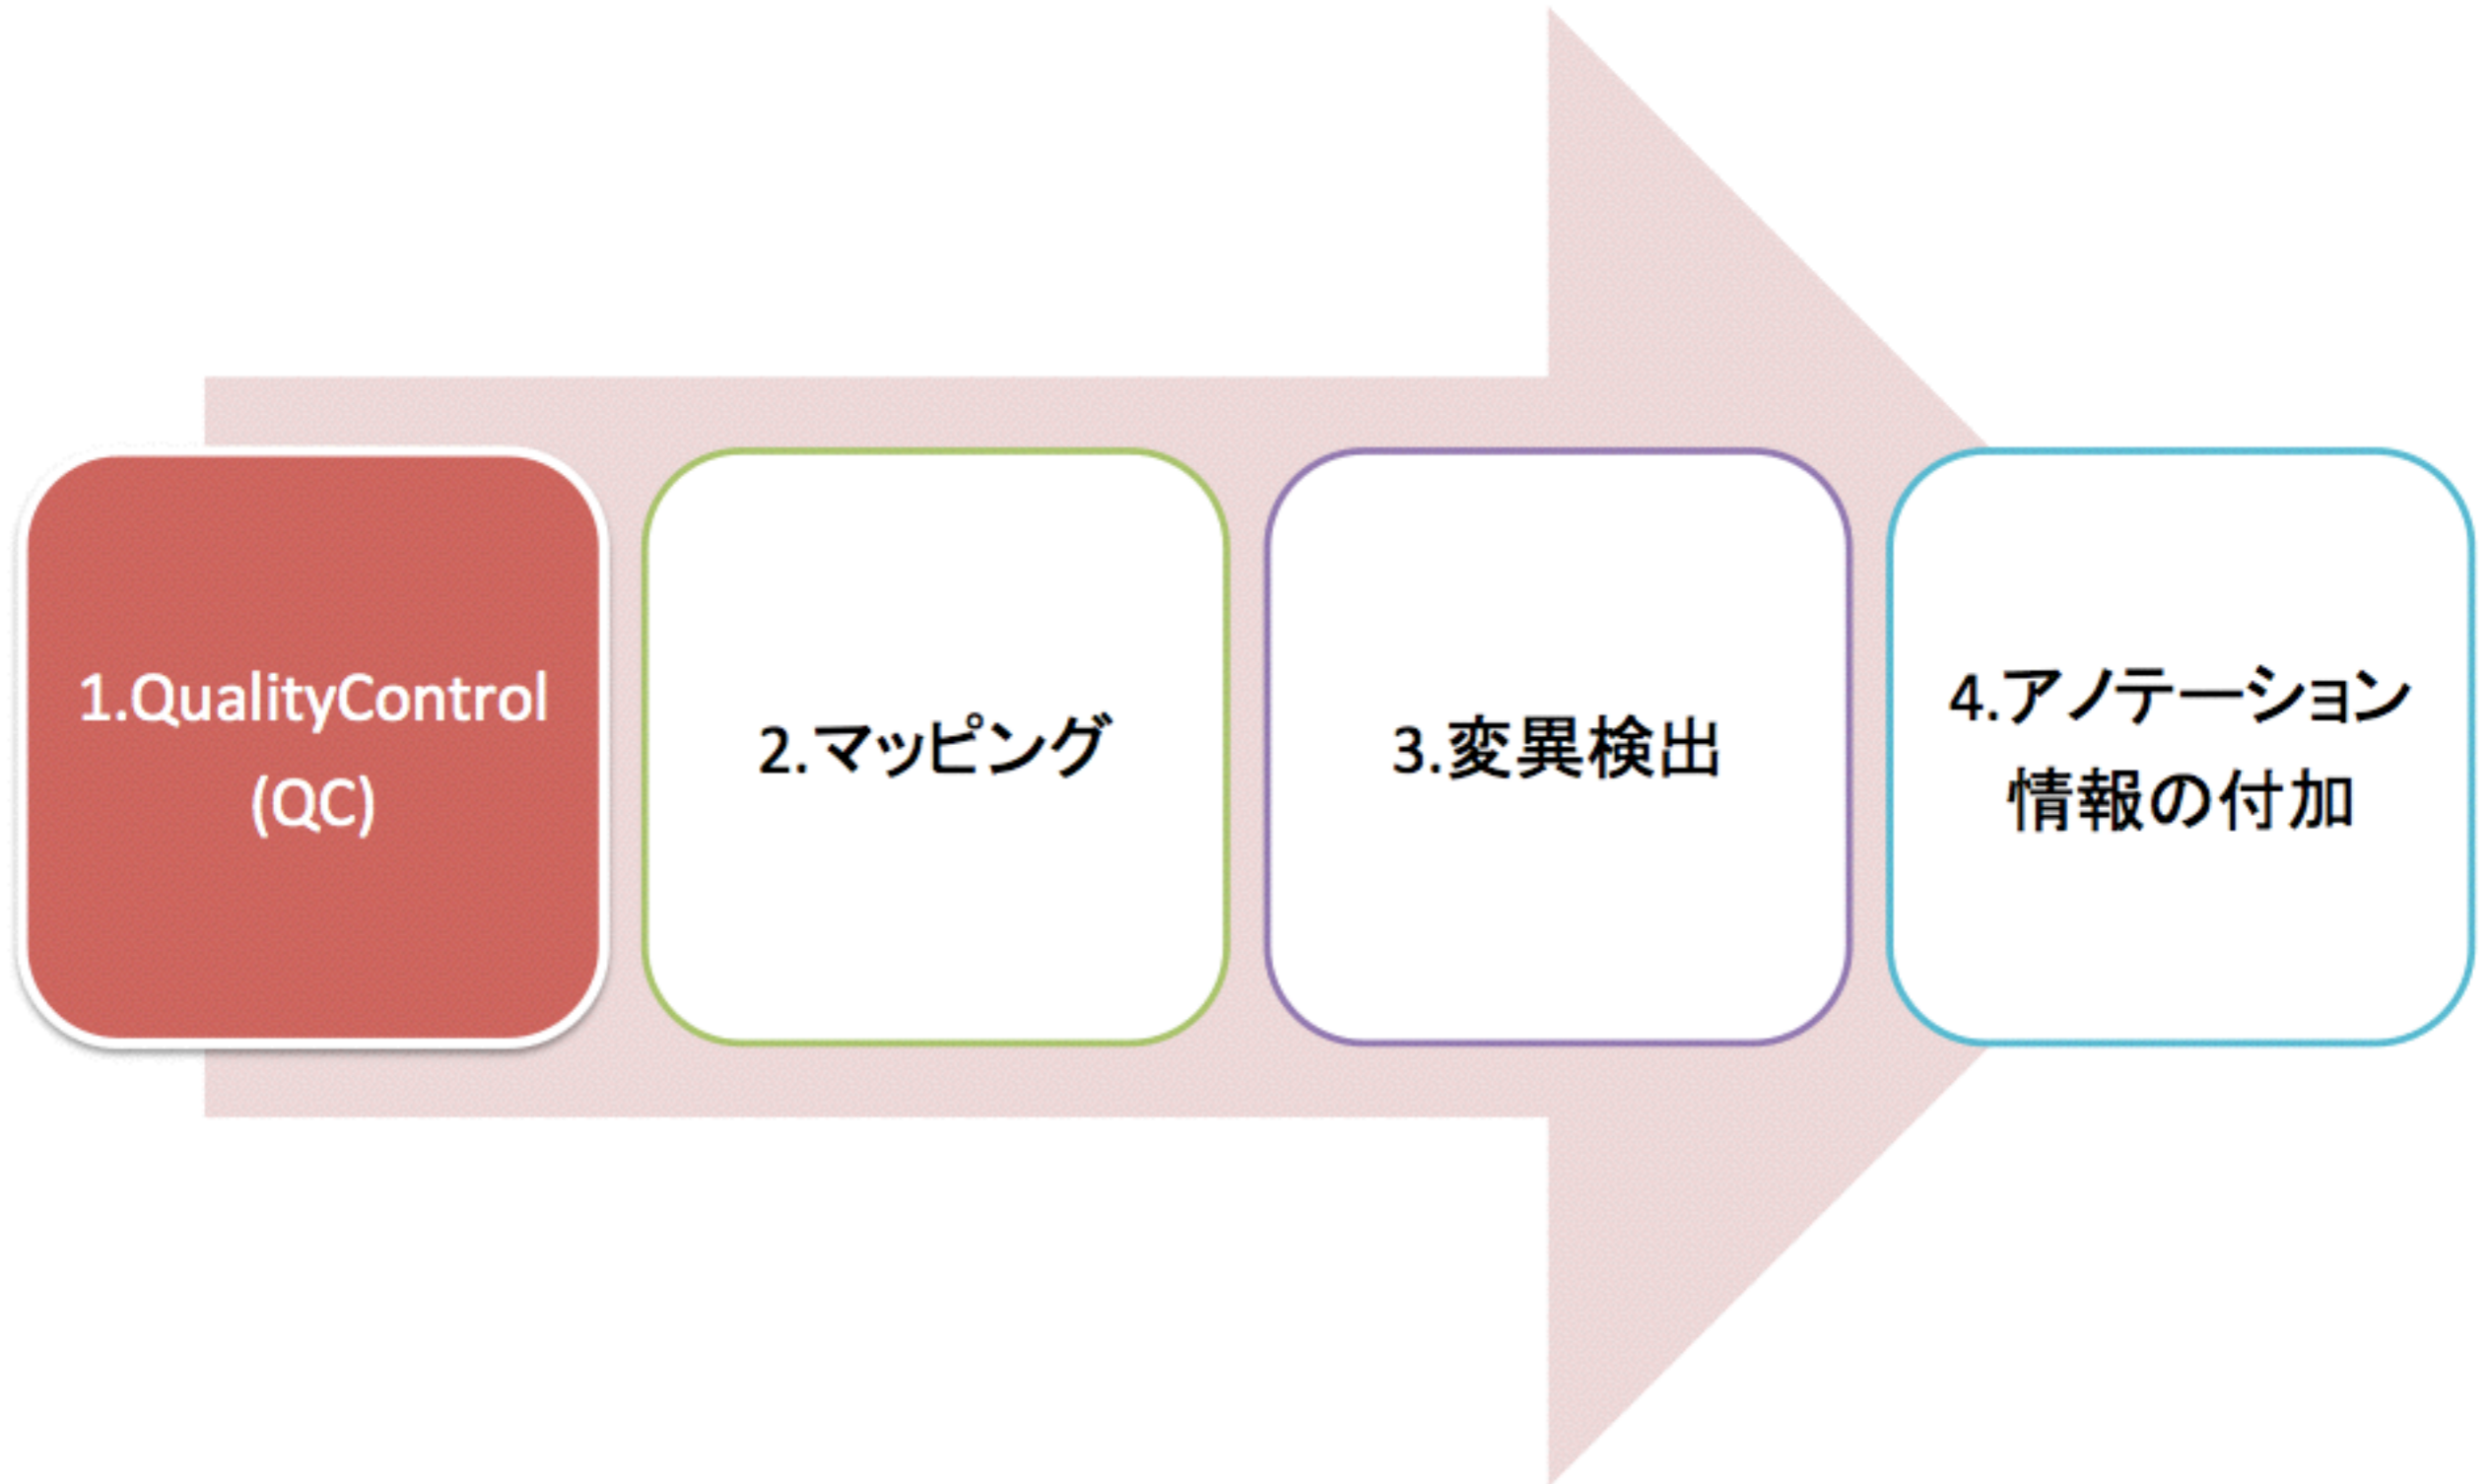 1.QualityControl
(QC)
2.マッピング
3.変異検出
4.アノテーション
情報の付加